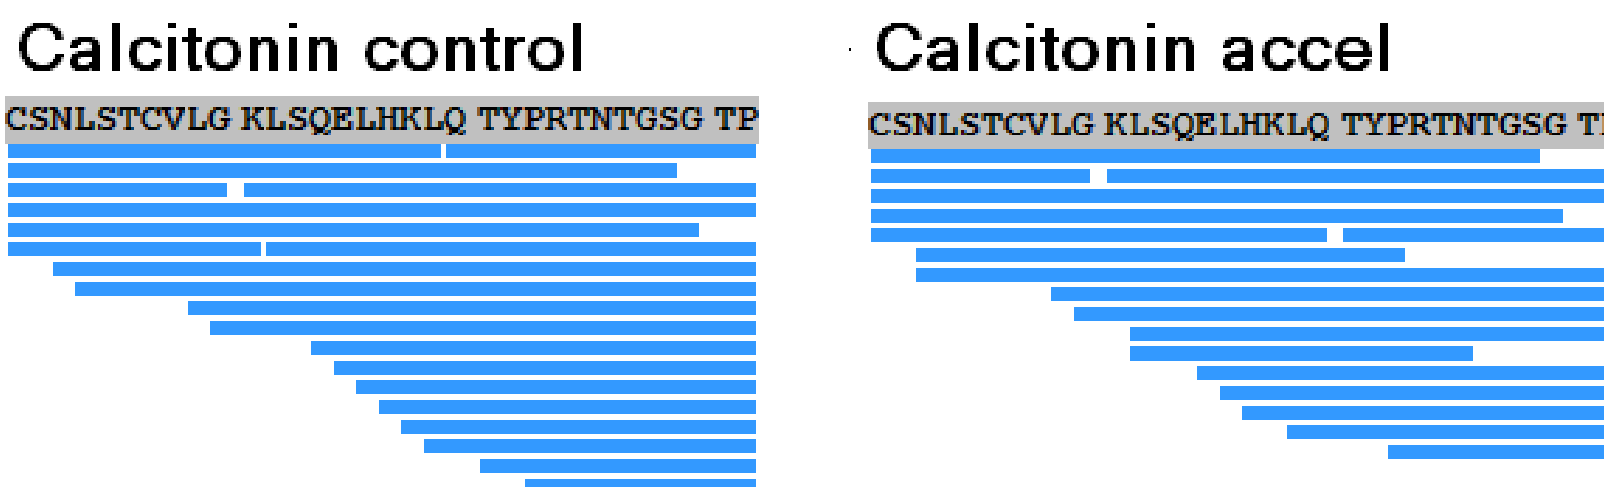 Calcitonin control
CSNLSTCVLG KLSQELHKLQ TYPRTNTGSG TP
Calcitonin accel
CSNLSTCVLG KLSQELHKLQ TYPRTNTGSG T